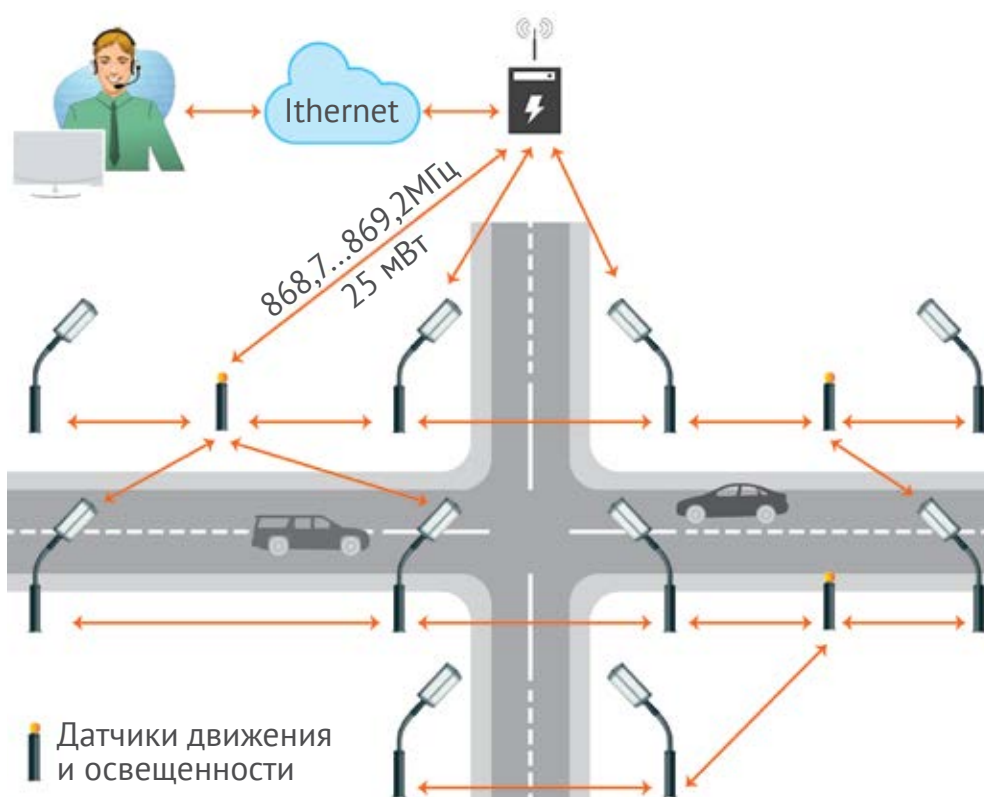 Ithernet
868,7...869,2МГц
25 мВт
Датчики движения
и освещенности